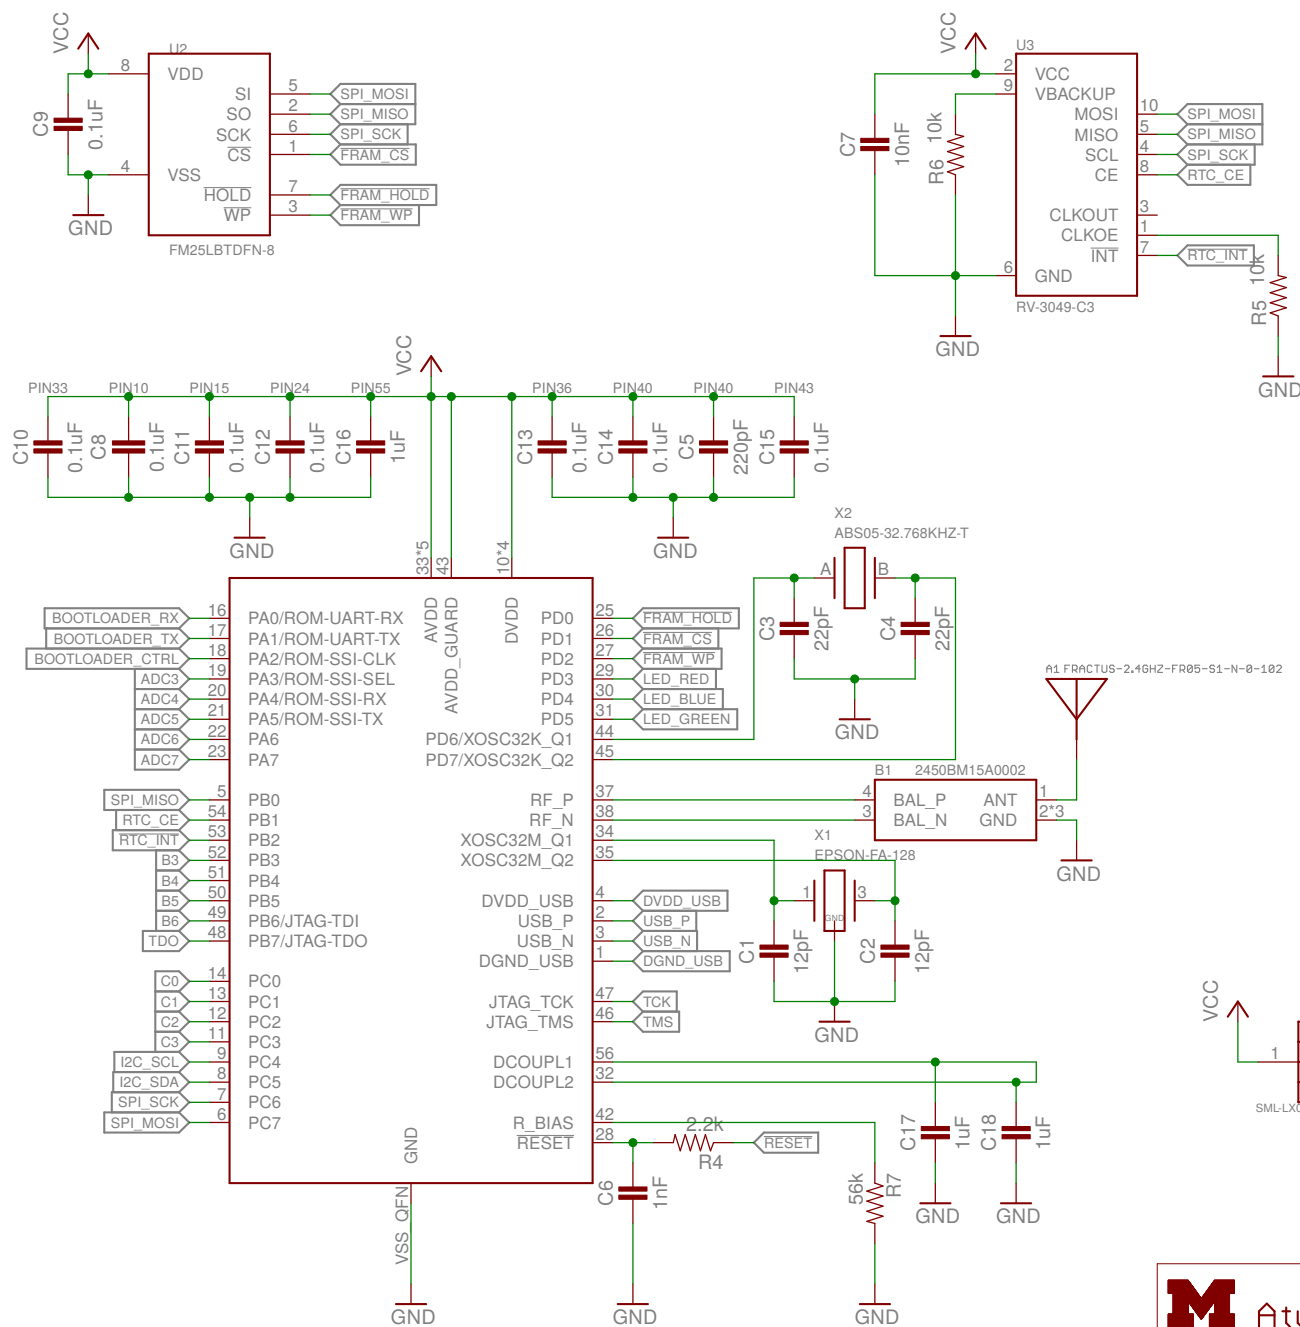 VCC
U2
8 VDD
SI 5 SPI_MOSI
SO 2 SPI_MISO
SCK 6 SPI_SCK
CS 1 FRAM_CS
C9 0.1uF
4 VSS
HOLD 7 FRAM_HOLD
WP 3 FRAM_WP
GND
FM25LBTDFN-8
VCC
U3
2 VCC
9 VBACKUP
MOSI 10 SPI_MOSI
MISO 5 SPI_MISO
SCL 4 SPI_SCK
CE 8 RTC_CE
C7 10nF
R6 10k
CLKOUT 3
CLKOE 1
INT 7 RTC_INT
6 GND
RV-3049-C3
R5 10k
GND
GND
VCC
PIN33 PIN10 PIN15 PIN24 PIN55 PIN36 PIN40 PIN40 PIN43
C10 0.1uF C8 0.1uF C11 0.1uF C12 0.1uF C16 1uF C13 0.1uF C14 0.1uF C5 220pF C15 0.1uF
GND GND
33*5 43 10*4
AVDD AVDD_GUARD DVDD
X2
ABS05-32.768KHZ-T
A B
C3 22pF C4 22pF
GND
BOOTLOADER_RX 16 PA0/ROM-UART-RX
BOOTLOADER_TX 17 PA1/ROM-UART-TX
BOOTLOADER_CTRL 18 PA2/ROM-SSI-CLK
ADC3 19 PA3/ROM-SSI-SEL
ADC4 20 PA4/ROM-SSI-RX
ADC5 21 PA5/ROM-SSI-TX
ADC6 22 PA6
ADC7 23 PA7
SPI_MISO 5 PB0
RTC_CE 54 PB1
RTC_INT 53 PB2
B3 52 PB3
B4 51 PB4
B5 50 PB5
B6 49 PB6/JTAG-TDI
TDO 48 PB7/JTAG-TDO
C0 14 PC0
C1 13 PC1
C2 12 PC2
C3 11 PC3
I2C_SCL 9 PC4
I2C_SDA 8 PC5
SPI_SCK 7 PC6
SPI_MOSI 6 PC7
PD0 25 FRAM_HOLD
PD1 26 FRAM_CS
PD2 27 FRAM_WP
PD3 29 LED_RED
PD4 30 LED_BLUE
PD5 31 LED_GREEN
PD6/XOSC32K_Q1 44
PD7/XOSC32K_Q2 45
RF_P 37
RF_N 38
XOSC32M_Q1 34
XOSC32M_Q2 35
DVDD_USB 4 DVDD_USB
USB_P 2 USB_P
USB_N 3 USB_N
DGND_USB 1 DGND_USB
JTAG_TCK 47 TCK
JTAG_TMS 46 TMS
DCOUPL1 56
DCOUPL2 32
R_BIAS 42
RESET 28
GND
VSS_QFN
GND
A1 FRACTUS-2.4GHZ-FR05-S1-N-0-102
B1 2450BM15A0002
4 BAL_P ANT 1
3 BAL_N GND 2*3
GND
X1
EPSON-FA-128
1 GND 3
C1 12pF C2 12pF
GND
2.2k
R4
RESET
C6 1nF
GND
56k R7
GND
C17 1uF C18 1uF
GND GND
VCC
1
SML-LX0
M Atu